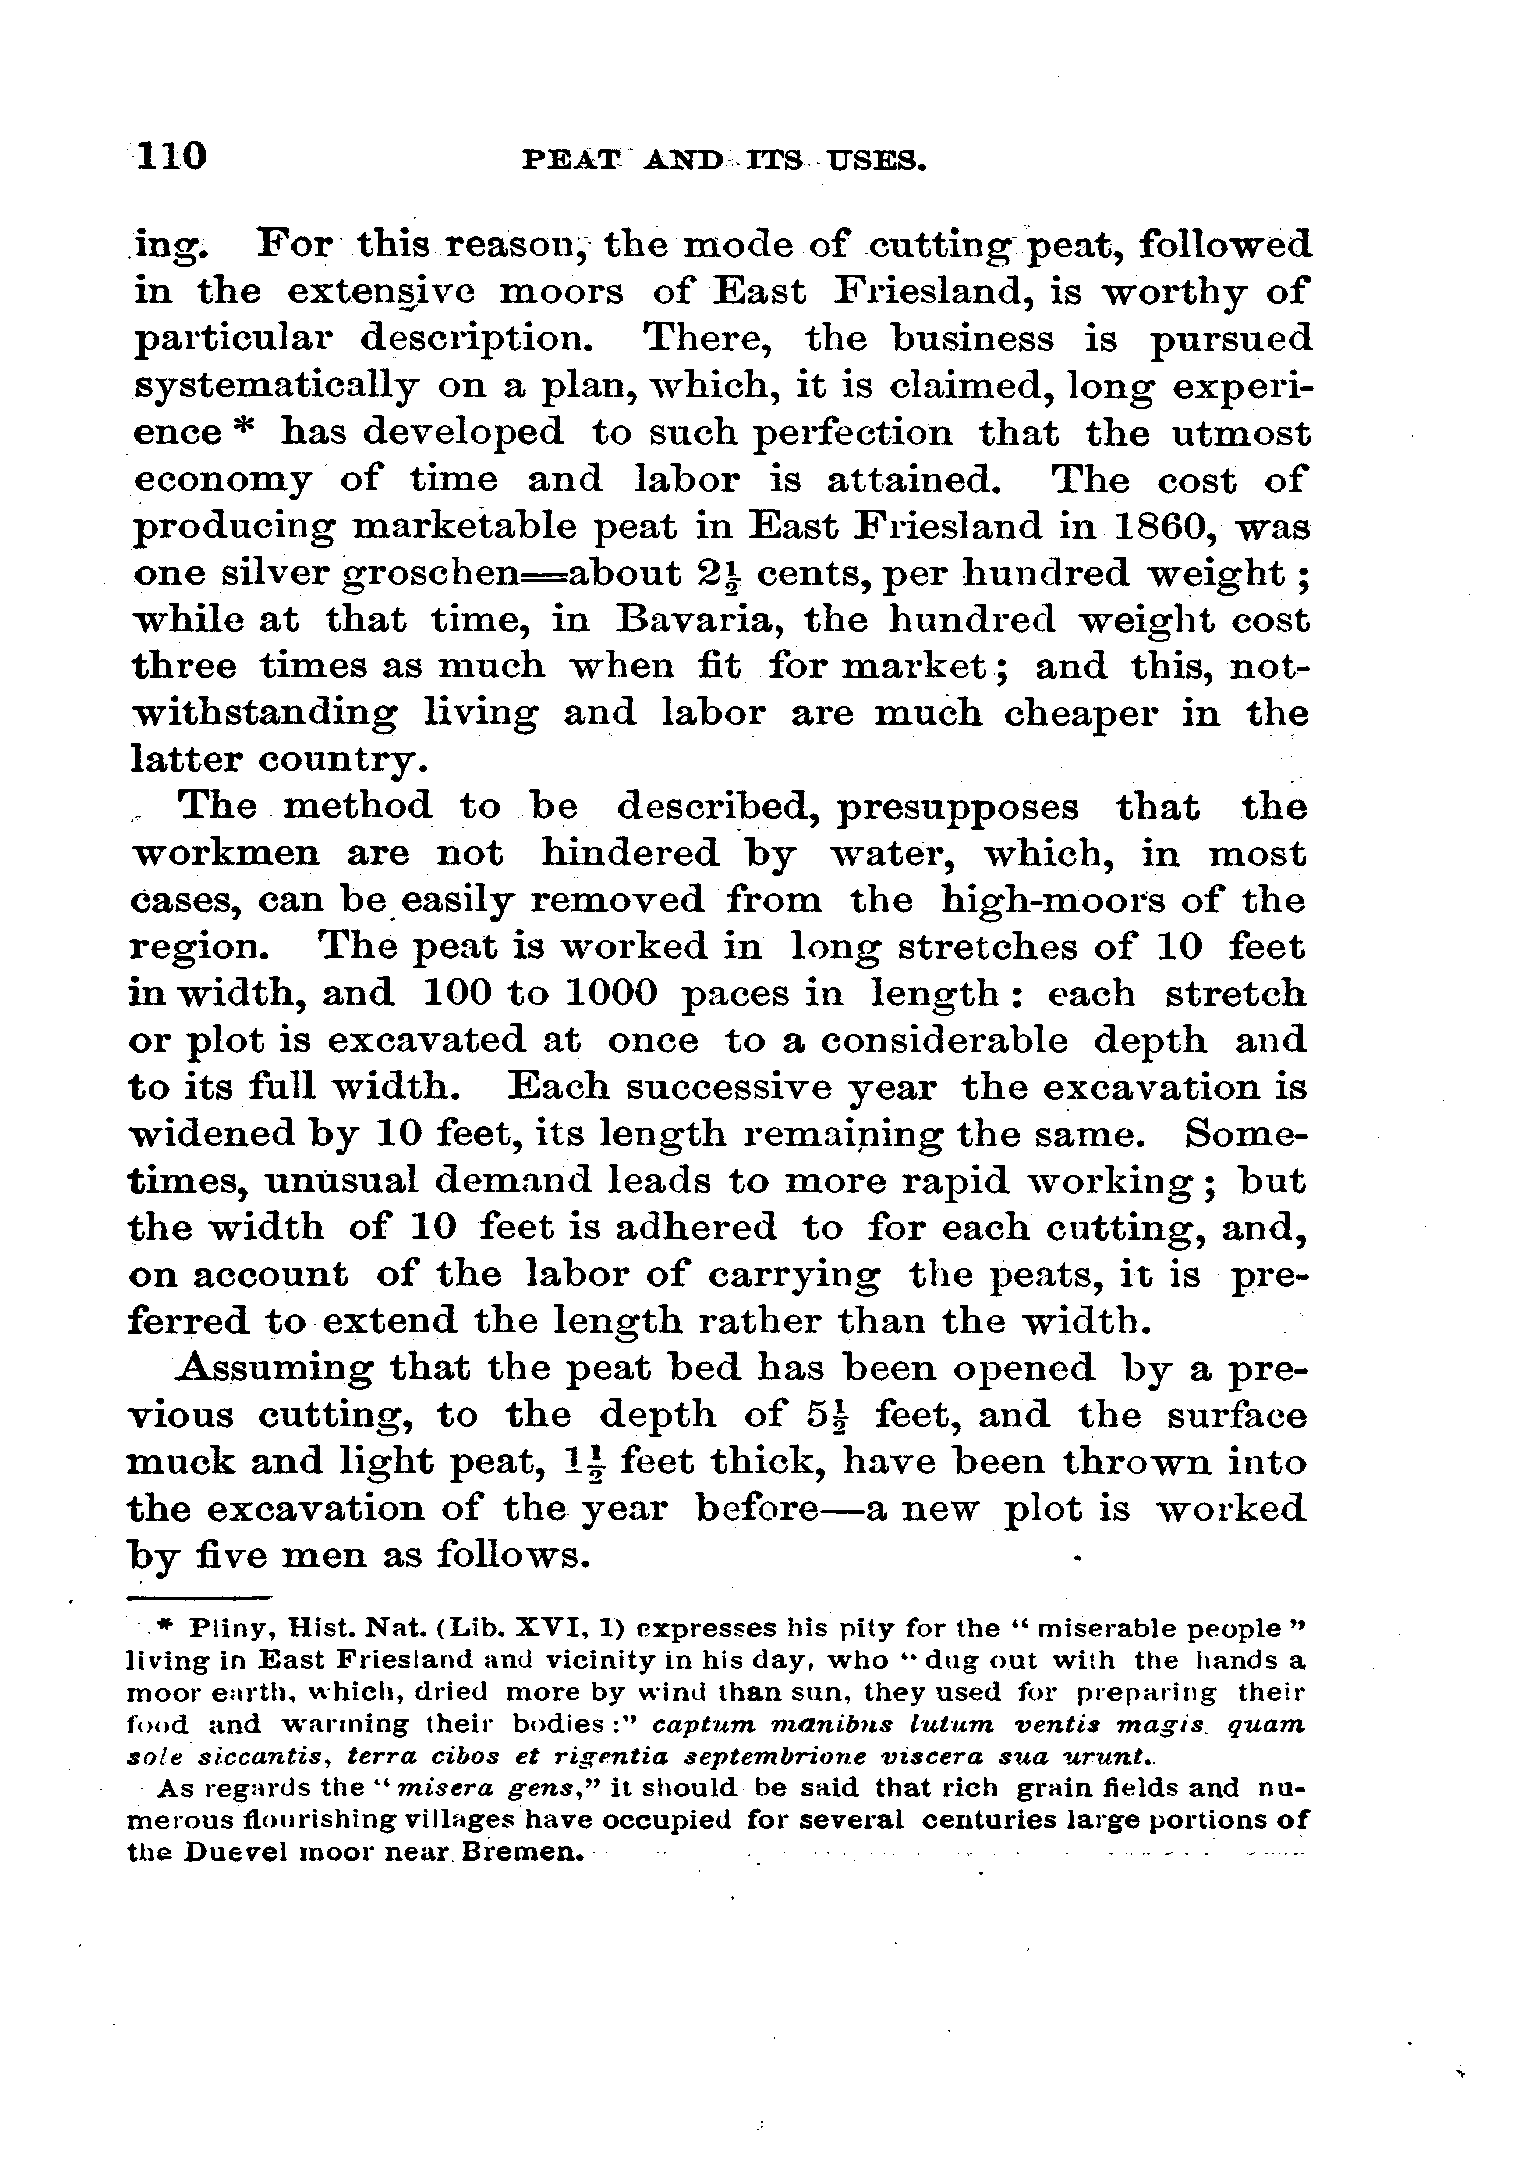 110 PEAT AND ITS USES.
ing. For this reason, the mode of cutting peat, followed
in the extensive moors of East Friesland, is worthy of
particular description. There, the business is pursued
systematically on a plan, which, it is claimed, long experi-
ence * has developed to such perfection that the utmost
economy of time and labor is attained. The cost of
producing marketable peat in East Friesland in 1860, was
one silver groschen=about 2½ cents, per hundred weight ;
while at that time, in Bavaria, the hundred weight cost
three times as much when fit for market ; and this, not-
withstanding living and labor are much cheaper in the
latter country.
The method to be described, presupposes that the
workmen are not hindered by water, which, in most
cases, can be easily removed from the high-moors of the
region. The peat is worked in long stretches of 10 feet
in width, and 100 to 1000 paces in length : each stretch
or plot is excavated at once to a considerable depth and
to its full width. Each successive year the excavation is
widened by 10 feet, its length remaining the same. Some-
times, unusual demand leads to more rapid working ; but
the width of 10 feet is adhered to for each cutting, and,
on account of the labor of carrying the peats, it is pre-
ferred to extend the length rather than the width.
Assuming that the peat bed has been opened by a pre-
vious cutting, to the depth of 5½ feet, and the surface
muck and light peat, 1½ feet thick, have been thrown into
the excavation of the year before—a new plot is worked
by five men as follows.
* Pliny, Hist. Nat. (Lib. XVI, 1) expresses his pity for the “ miserable people ”
living in East Friesland and vicinity in his day, who “ dug out with the hands a
moor earth, which, dried more by wind than sun, they used for preparing their
food and warming their bodies :” captum manibus lutum ventis magis quam
sole siccantis, terra cibos et rigentia septembrione viscera sua urunt.
As regards the “ misera gens,” it should be said that rich grain fields and nu-
merous flourishing villages have occupied for several centuries large portions of
the Duevel moor near Bremen.